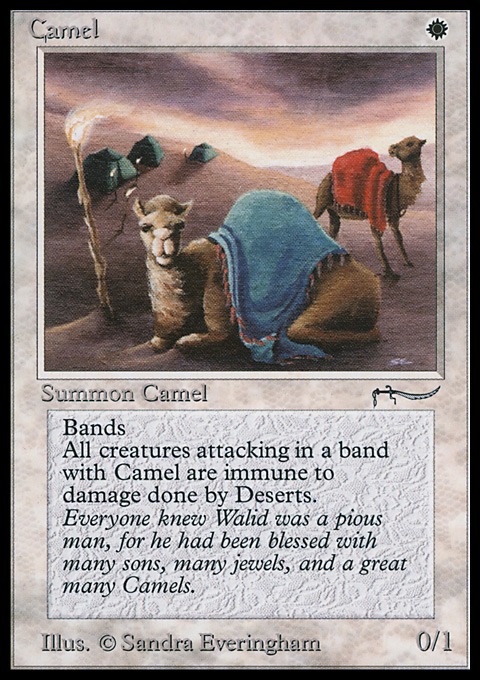 Camel
Summon Camel
Bands
All creatures attacking in a band
with Camel are immune to
damage done by Deserts.
Everyone knew Walid was a pious
man, for he had been blessed with
many sons, many jewels, and a great
many Camels.
Illus. © Sandra Everingham
0/1